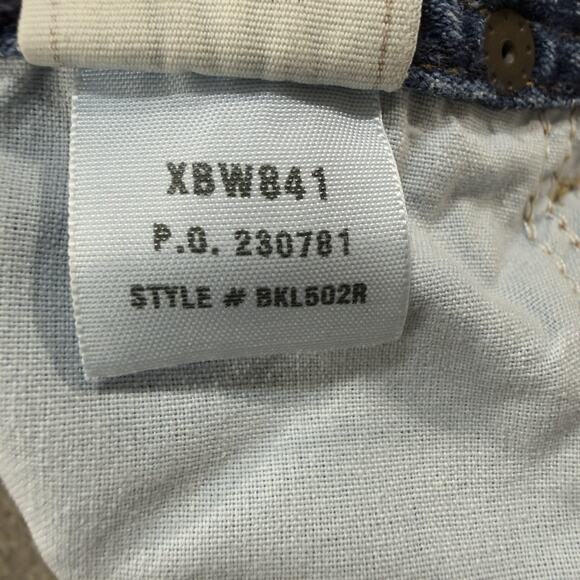 XBW841
P.O. 230781
STYLE # BKL502R